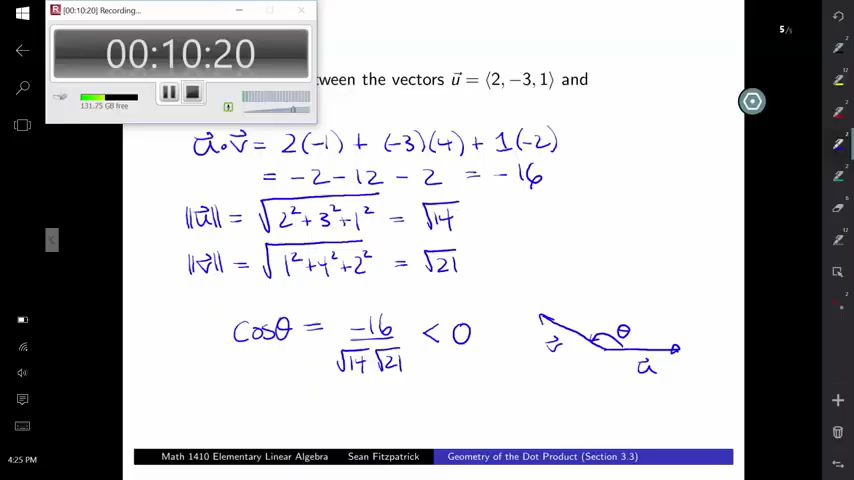 [00:10:20] Recording...
00:10:20
131.75 GB free
5/5
between the vectors u⃗ = ⟨2, −3, 1⟩ and
u⃗•v⃗ = 2(-1) + (-3)(4) + 1(-2)
= -2 -12 - 2 = -16
||u⃗|| = √(2²+3²+1²) = √14
||v⃗|| = √(1²+4²+2²) = √21
cosθ = -16/(√14 √21) < 0
θ
v⃗
u⃗
4:25 PM
Math 1410 Elementary Linear Algebra Sean Fitzpatrick Geometry of the Dot Product (Section 3.3)